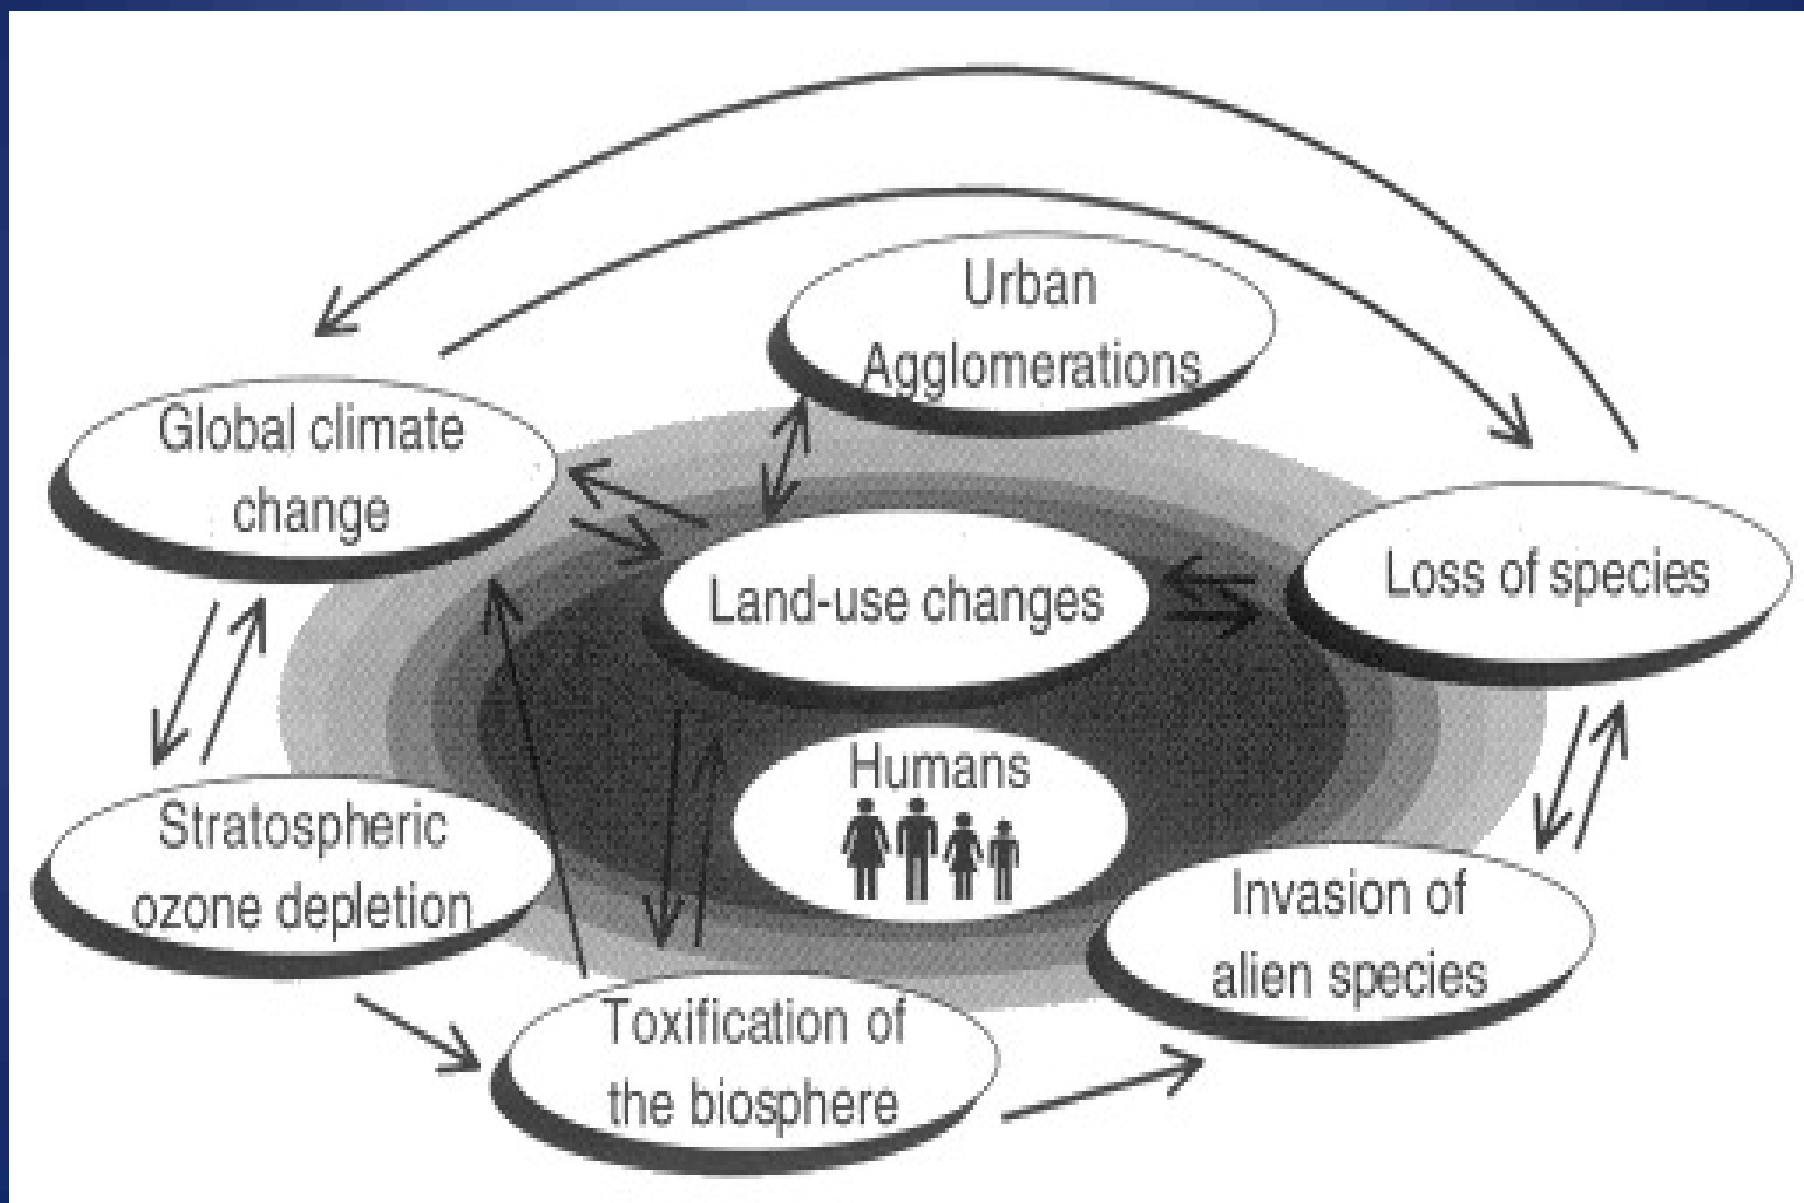 Urban
Agglomerations
Global climate
change
Loss of species
Land-use changes
Humans
Stratospheric
ozone depletion
Invasion of
alien species
Toxification of
the biosphere